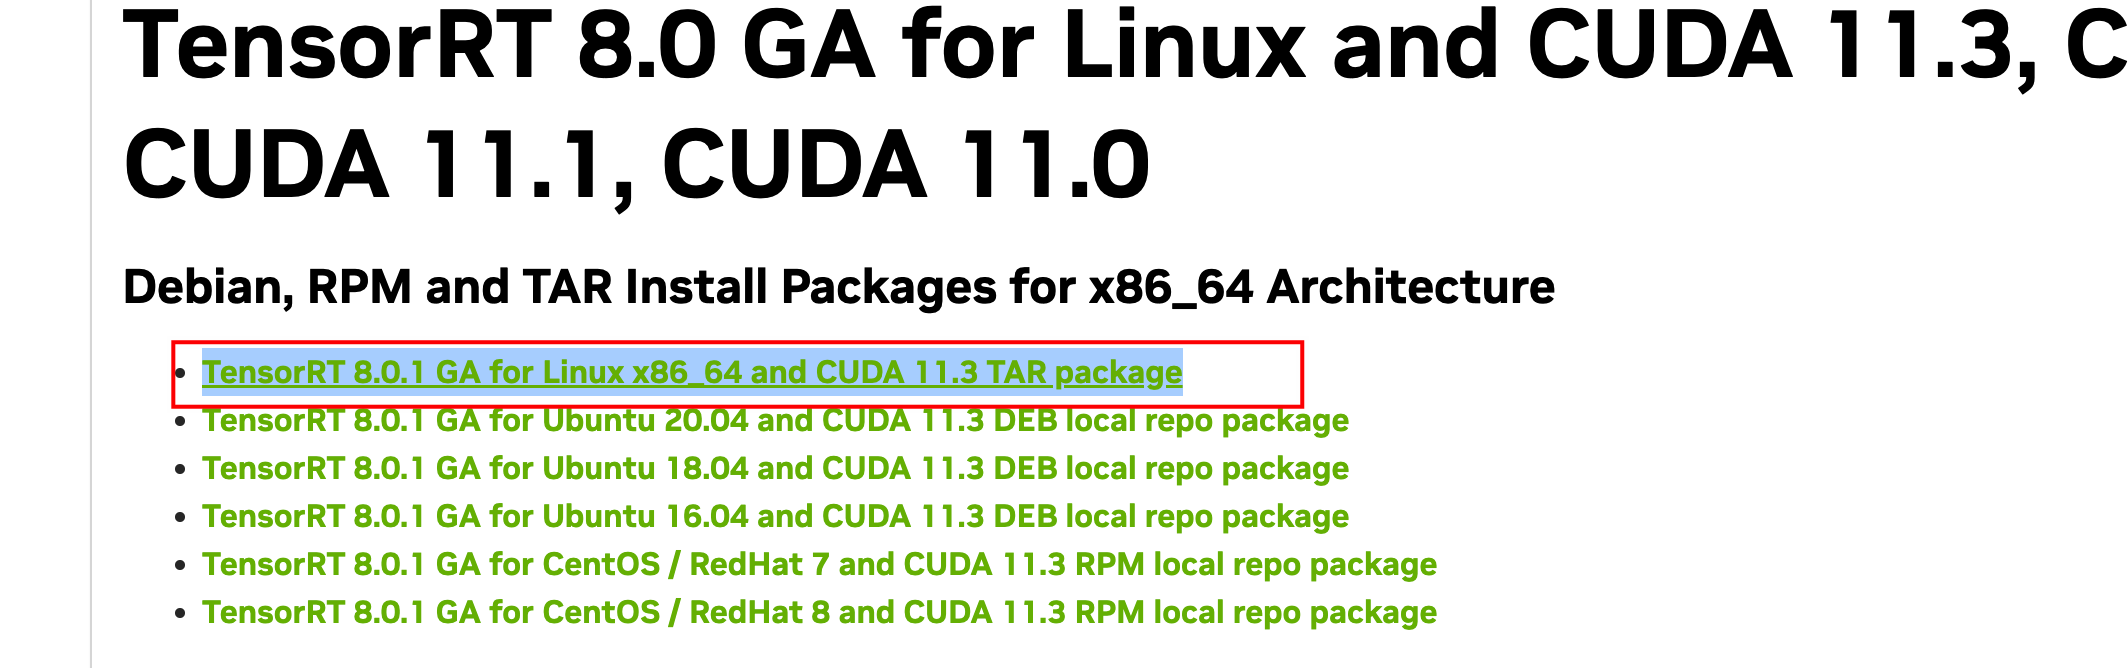 TensorRT 8.0 GA for Linux and CUDA 11.3,
CUDA 11.1, CUDA 11.0
Debian, RPM and TAR Install Packages for x86_64 Architecture
TensorRT 8.0.1 GA for Linux x86_64 and CUDA 11.3 TAR package
TensorRT 8.0.1 GA for Ubuntu 20.04 and CUDA 11.3 DEB local repo package
TensorRT 8.0.1 GA for Ubuntu 18.04 and CUDA 11.3 DEB local repo package
TensorRT 8.0.1 GA for Ubuntu 16.04 and CUDA 11.3 DEB local repo package
TensorRT 8.0.1 GA for CentOS / RedHat 7 and CUDA 11.3 RPM local repo package
TensorRT 8.0.1 GA for CentOS / RedHat 8 and CUDA 11.3 RPM local repo package